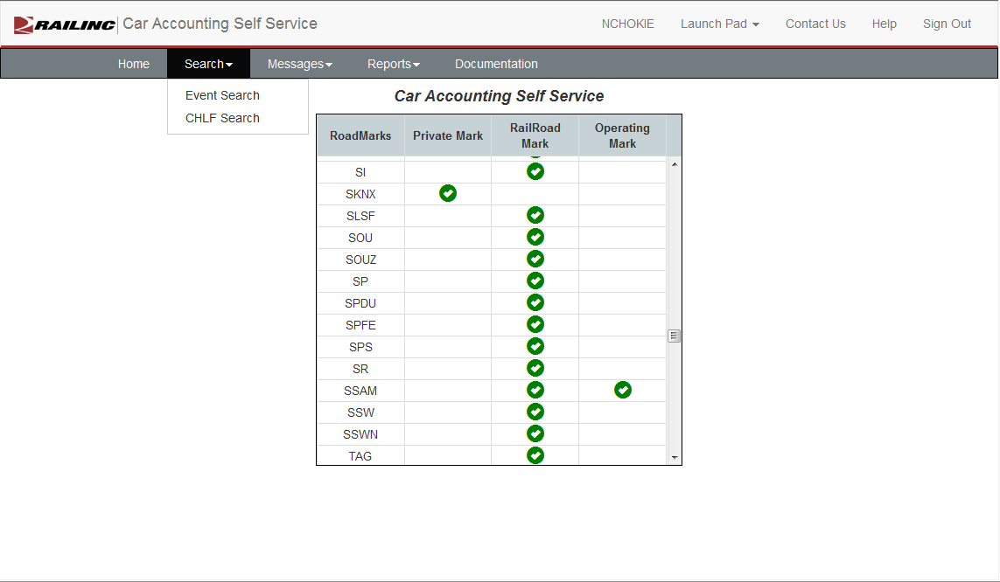 RAILINC Car Accounting Self Service NCHOKIE Launch Pad Contact Us Help Sign Out
Home Search Messages Reports Documentation
Event Search
CHLF Search
Car Accounting Self Service
RoadMarks Private Mark RailRoad Mark Operating Mark
SI
SKNX
SLSF
SOU
SOUZ
SP
SPDU
SPFE
SPS
SR
SSAM
SSW
SSWN
TAG